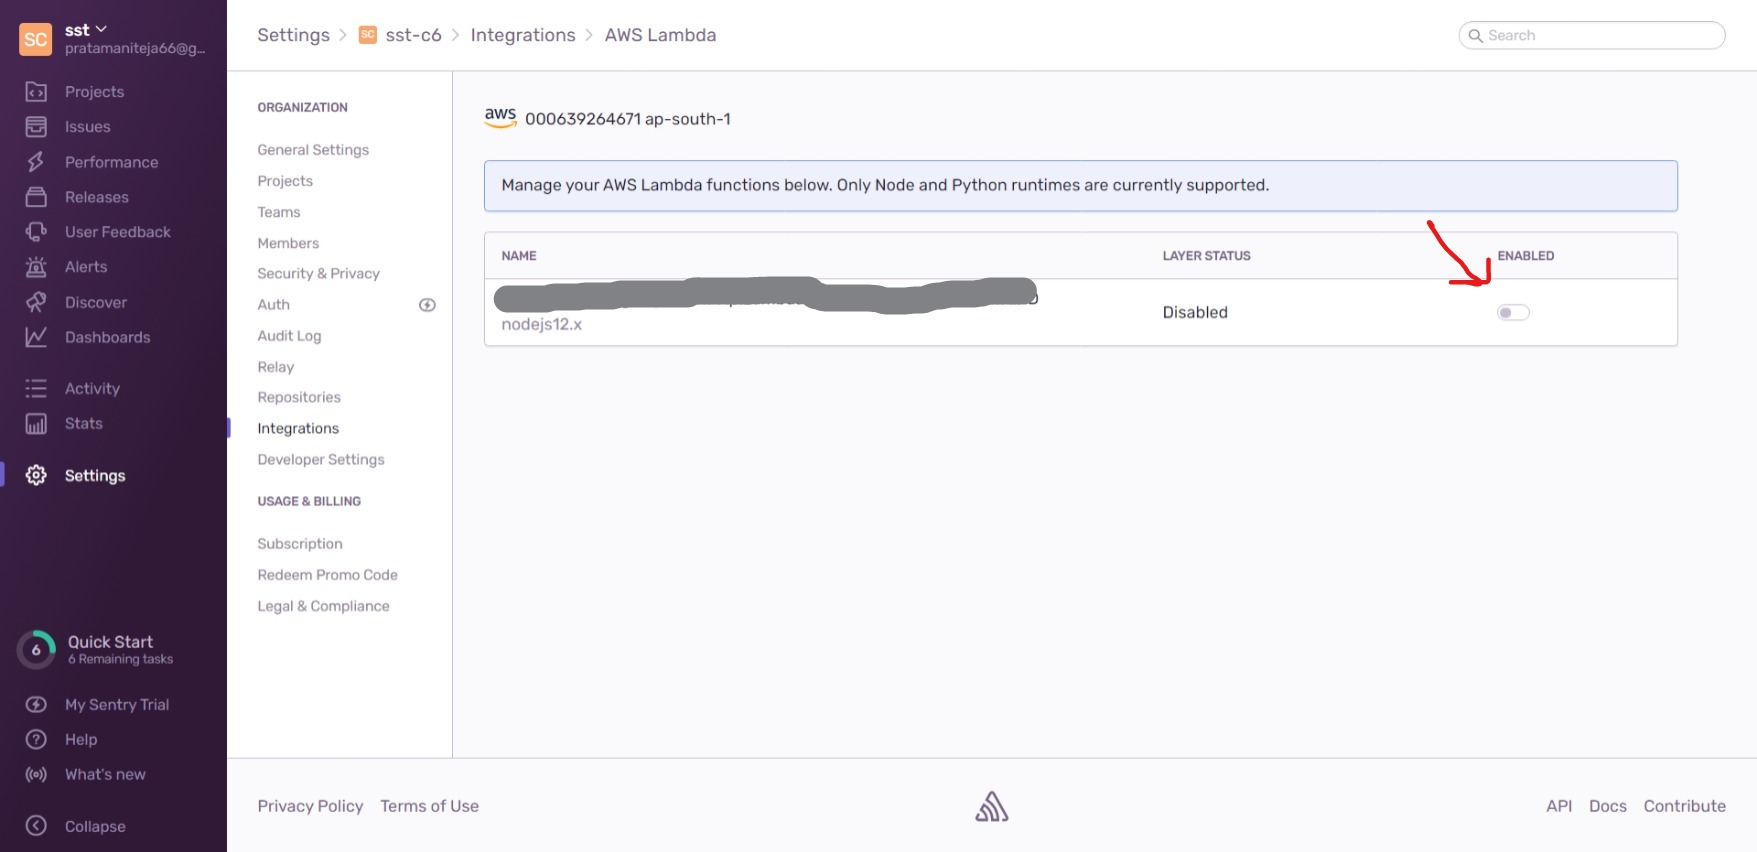 SC
sst
pratamaniteja66@g...
Projects
Issues
Performance
Releases
User Feedback
Alerts
Discover
Dashboards
Activity
Stats
Settings
6
Quick Start
6 Remaining tasks
My Sentry Trial
Help
What's new
Collapse
Settings > SC sst-c6 > Integrations > AWS Lambda
Search
ORGANIZATION
General Settings
Projects
Teams
Members
Security & Privacy
Auth
Audit Log
Relay
Repositories
Integrations
Developer Settings
USAGE & BILLING
Subscription
Redeem Promo Code
Legal & Compliance
aws 000639264671 ap-south-1
Manage your AWS Lambda functions below. Only Node and Python runtimes are currently supported.
NAME LAYER STATUS ENABLED
nodejs12.x Disabled
Privacy Policy Terms of Use
API Docs Contribute